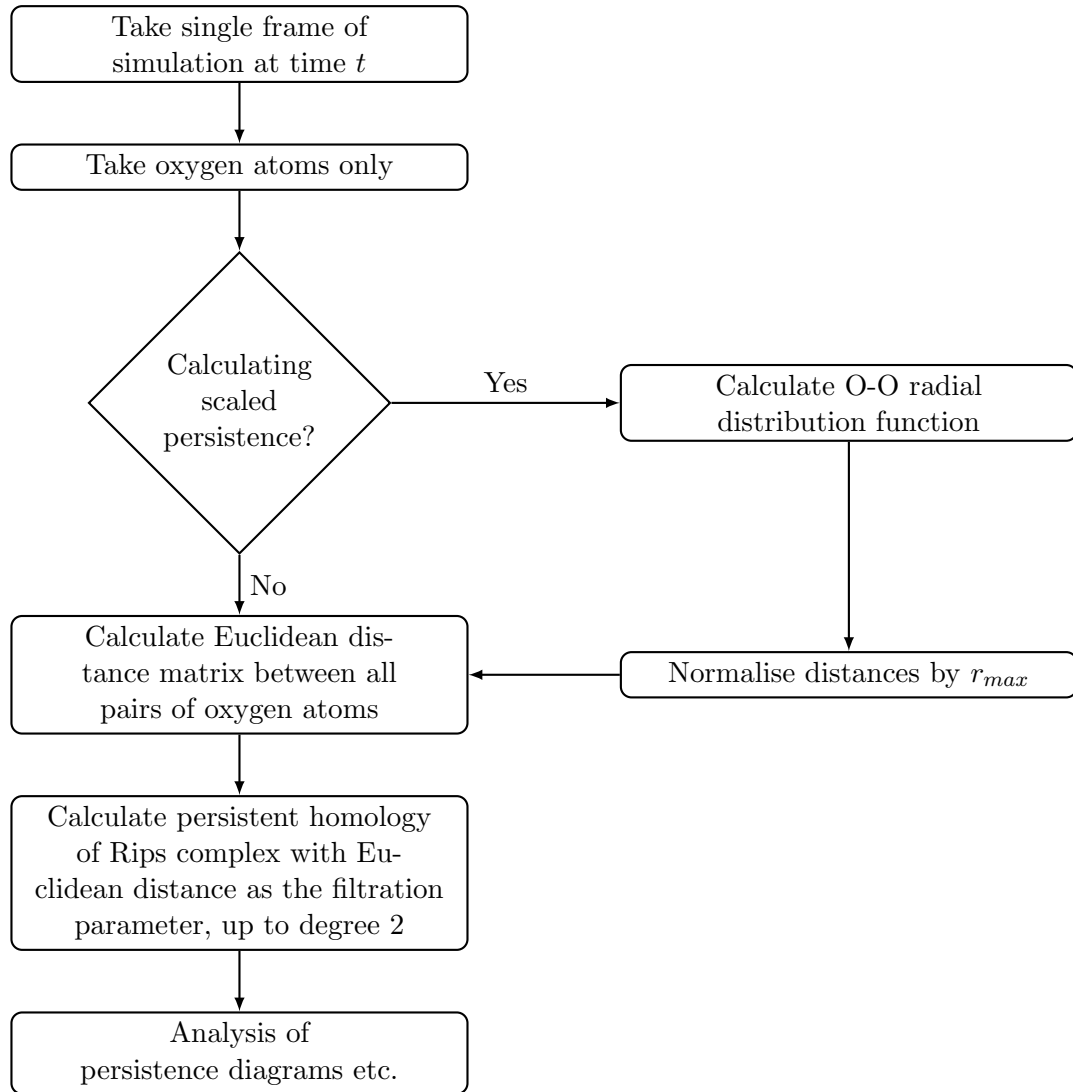 Take single frame of
simulation at time t
Take oxygen atoms only
Calculating
scaled
persistence?
Yes
Calculate O-O radial
distribution function
No
Calculate Euclidean dis-
tance matrix between all
pairs of oxygen atoms
Normalise distances by r_max
Calculate persistent homology
of Rips complex with Eu-
clidean distance as the filtration
parameter, up to degree 2
Analysis of
persistence diagrams etc.